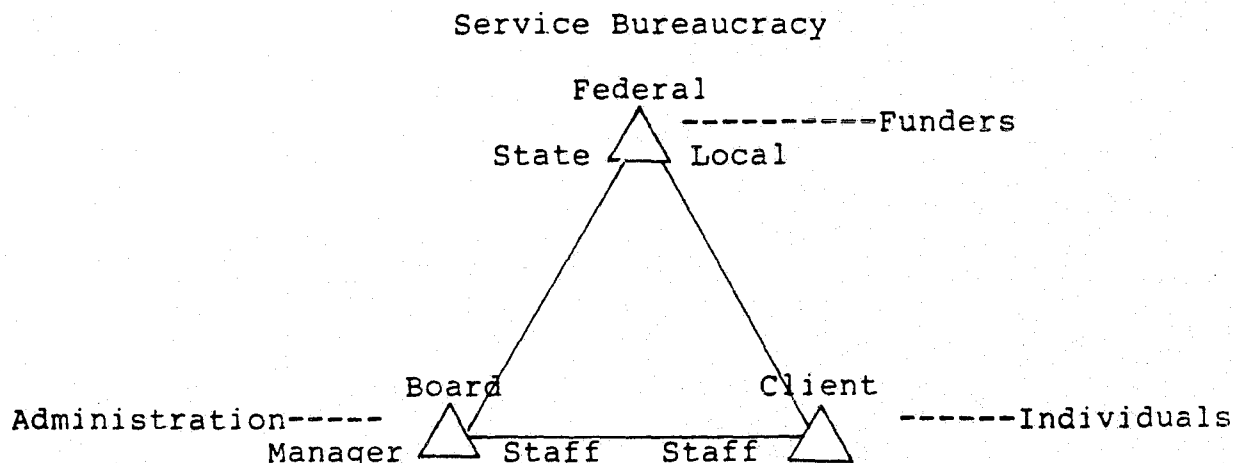 Service Bureaucracy
Federal
----------Funders
State Local
Board Client
Administration----- ------Individuals
Manager Staff Staff